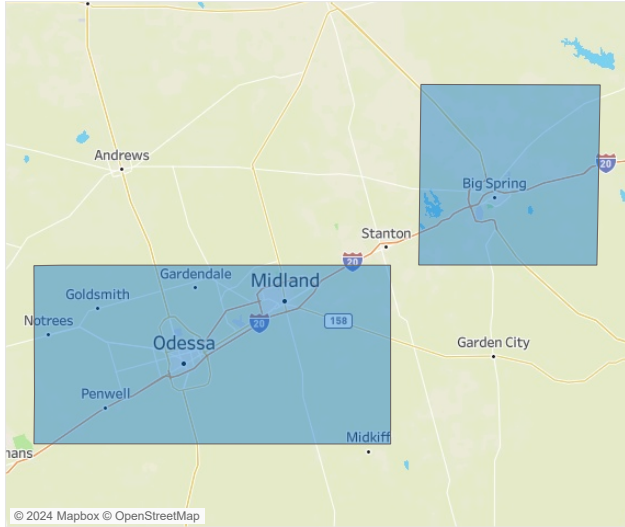 Andrews
20
Big Spring
Stanton
20
Gardendale
Midland
Goldsmith
Notrees
20
158
Odessa
Garden City
Penwell
Midkiff
nans
© 2024 Mapbox © OpenStreetMap